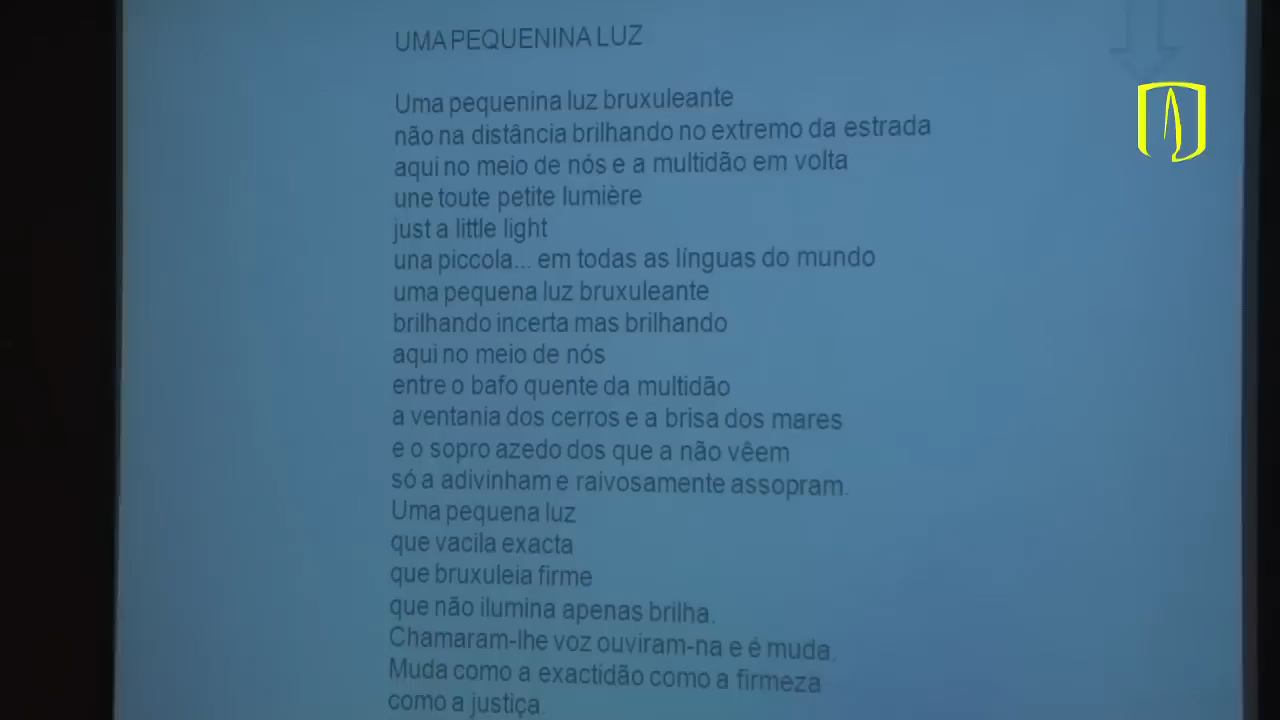 UMA PEQUENINA LUZ
Uma pequenina luz bruxuleante
não na distância brilhando no extremo da estrada
aqui no meio de nós e a multidão em volta
une toute petite lumière
just a little light
una piccola... em todas as línguas do mundo
uma pequena luz bruxuleante
brilhando incerta mas brilhando
aqui no meio de nós
entre o bafo quente da multidão
a ventania dos cerros e a brisa dos mares
e o sopro azedo dos que a não vêem
só a adivinham e raivosamente assopram.
Uma pequena luz
que vacila exacta
que bruxuleia firme
que não ilumina apenas brilha.
Chamaram-lhe voz ouviram-na e é muda.
Muda como a exactidão como a firmeza
como a justiça.